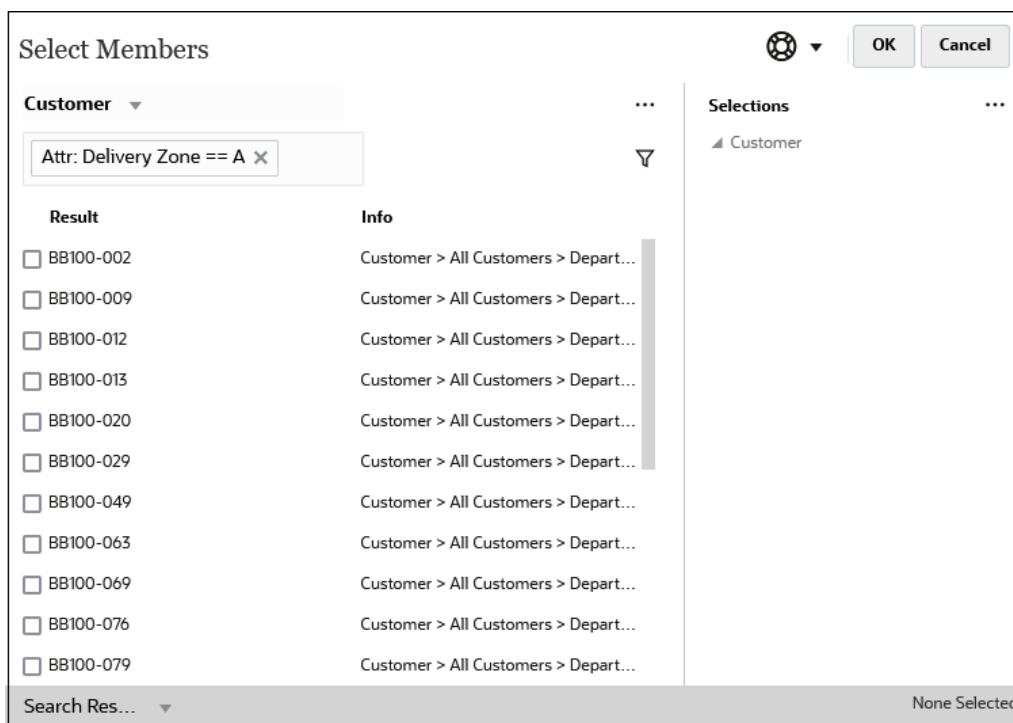 Select Members
OK
Cancel
Customer
...
Selections
...
Attr: Delivery Zone == A
Customer
Result Info
BB100-002 Customer > All Customers > Depart...
BB100-009 Customer > All Customers > Depart...
BB100-012 Customer > All Customers > Depart...
BB100-013 Customer > All Customers > Depart...
BB100-020 Customer > All Customers > Depart...
BB100-029 Customer > All Customers > Depart...
BB100-049 Customer > All Customers > Depart...
BB100-063 Customer > All Customers > Depart...
BB100-069 Customer > All Customers > Depart...
BB100-076 Customer > All Customers > Depart...
BB100-079 Customer > All Customers > Depart...
Search Res...
None Selected